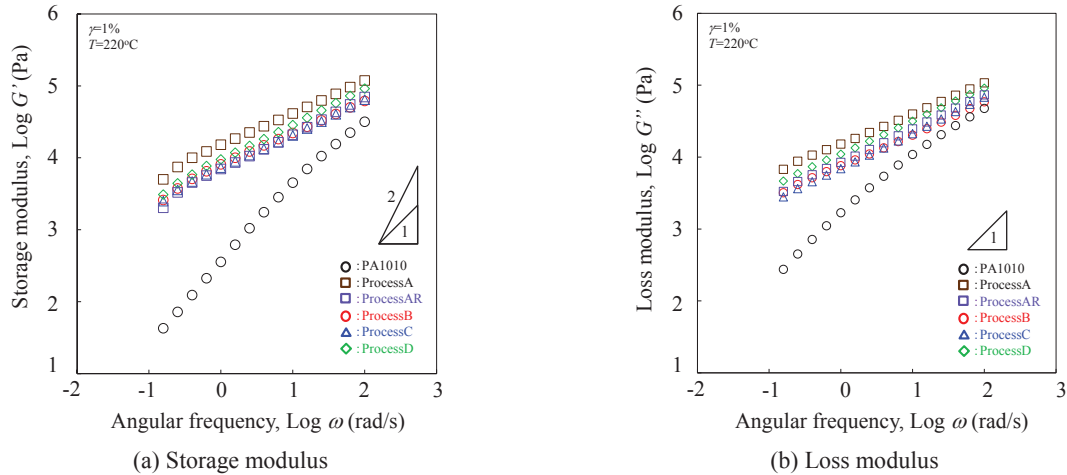 6
5
4
3
2
1
Storage modulus, Log G' (Pa)
γ=1%
T=220°C
2
1
○ : PA1010
□ : ProcessA
□ : ProcessAR
○ : ProcessB
△ : ProcessC
◇ : ProcessD
-2 -1 0 1 2 3
Angular frequency, Log ω (rad/s)
(a) Storage modulus
6
5
4
3
2
1
Loss modulus, Log G'' (Pa)
γ=1%
T=220°C
1
○ : PA1010
□ : ProcessA
□ : ProcessAR
○ : ProcessB
△ : ProcessC
◇ : ProcessD
-2 -1 0 1 2 3
Angular frequency, Log ω (rad/s)
(b) Loss modulus